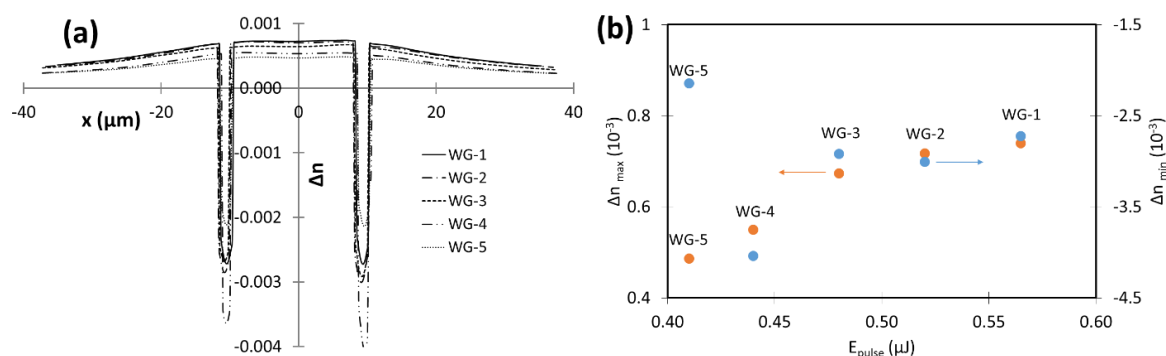 (a)
0.001
0.000
-40
-20
0
20
40
x (μm)
-0.001
-0.002
-0.003
-0.004
Δn
WG-1
WG-2
WG-3
WG-4
WG-5
(b)
1
0.8
0.6
0.4
Δn max (10-3)
-1.5
-2.5
-3.5
-4.5
Δn min (10-3)
WG-5
WG-3
WG-2
WG-1
WG-4
WG-5
0.40
0.45
0.50
0.55
0.60
Epulse (μJ)